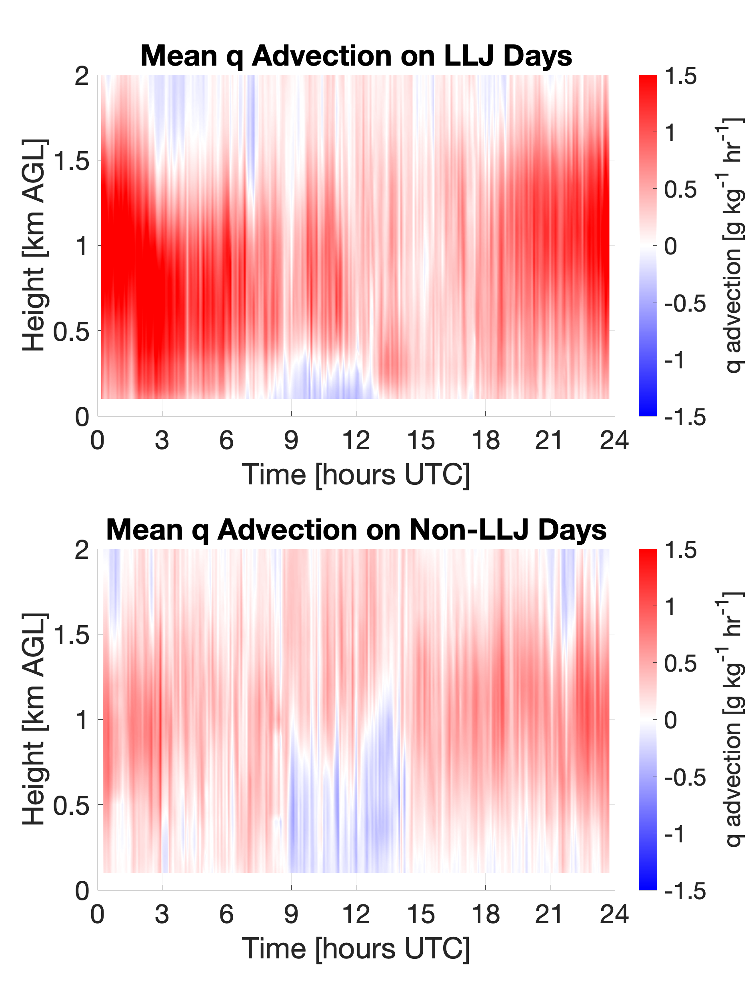 Mean q Advection on LLJ Days
2
1.5
1
0.5
0
Height [km AGL]
0 3 6 9 12 15 18 21 24
Time [hours UTC]
1.5
1
0.5
0
-0.5
-1
-1.5
q advection [g kg⁻¹ hr⁻¹]
Mean q Advection on Non-LLJ Days
2
1.5
1
0.5
0
Height [km AGL]
0 3 6 9 12 15 18 21 24
Time [hours UTC]
1.5
1
0.5
0
-0.5
-1
-1.5
q advection [g kg⁻¹ hr⁻¹]